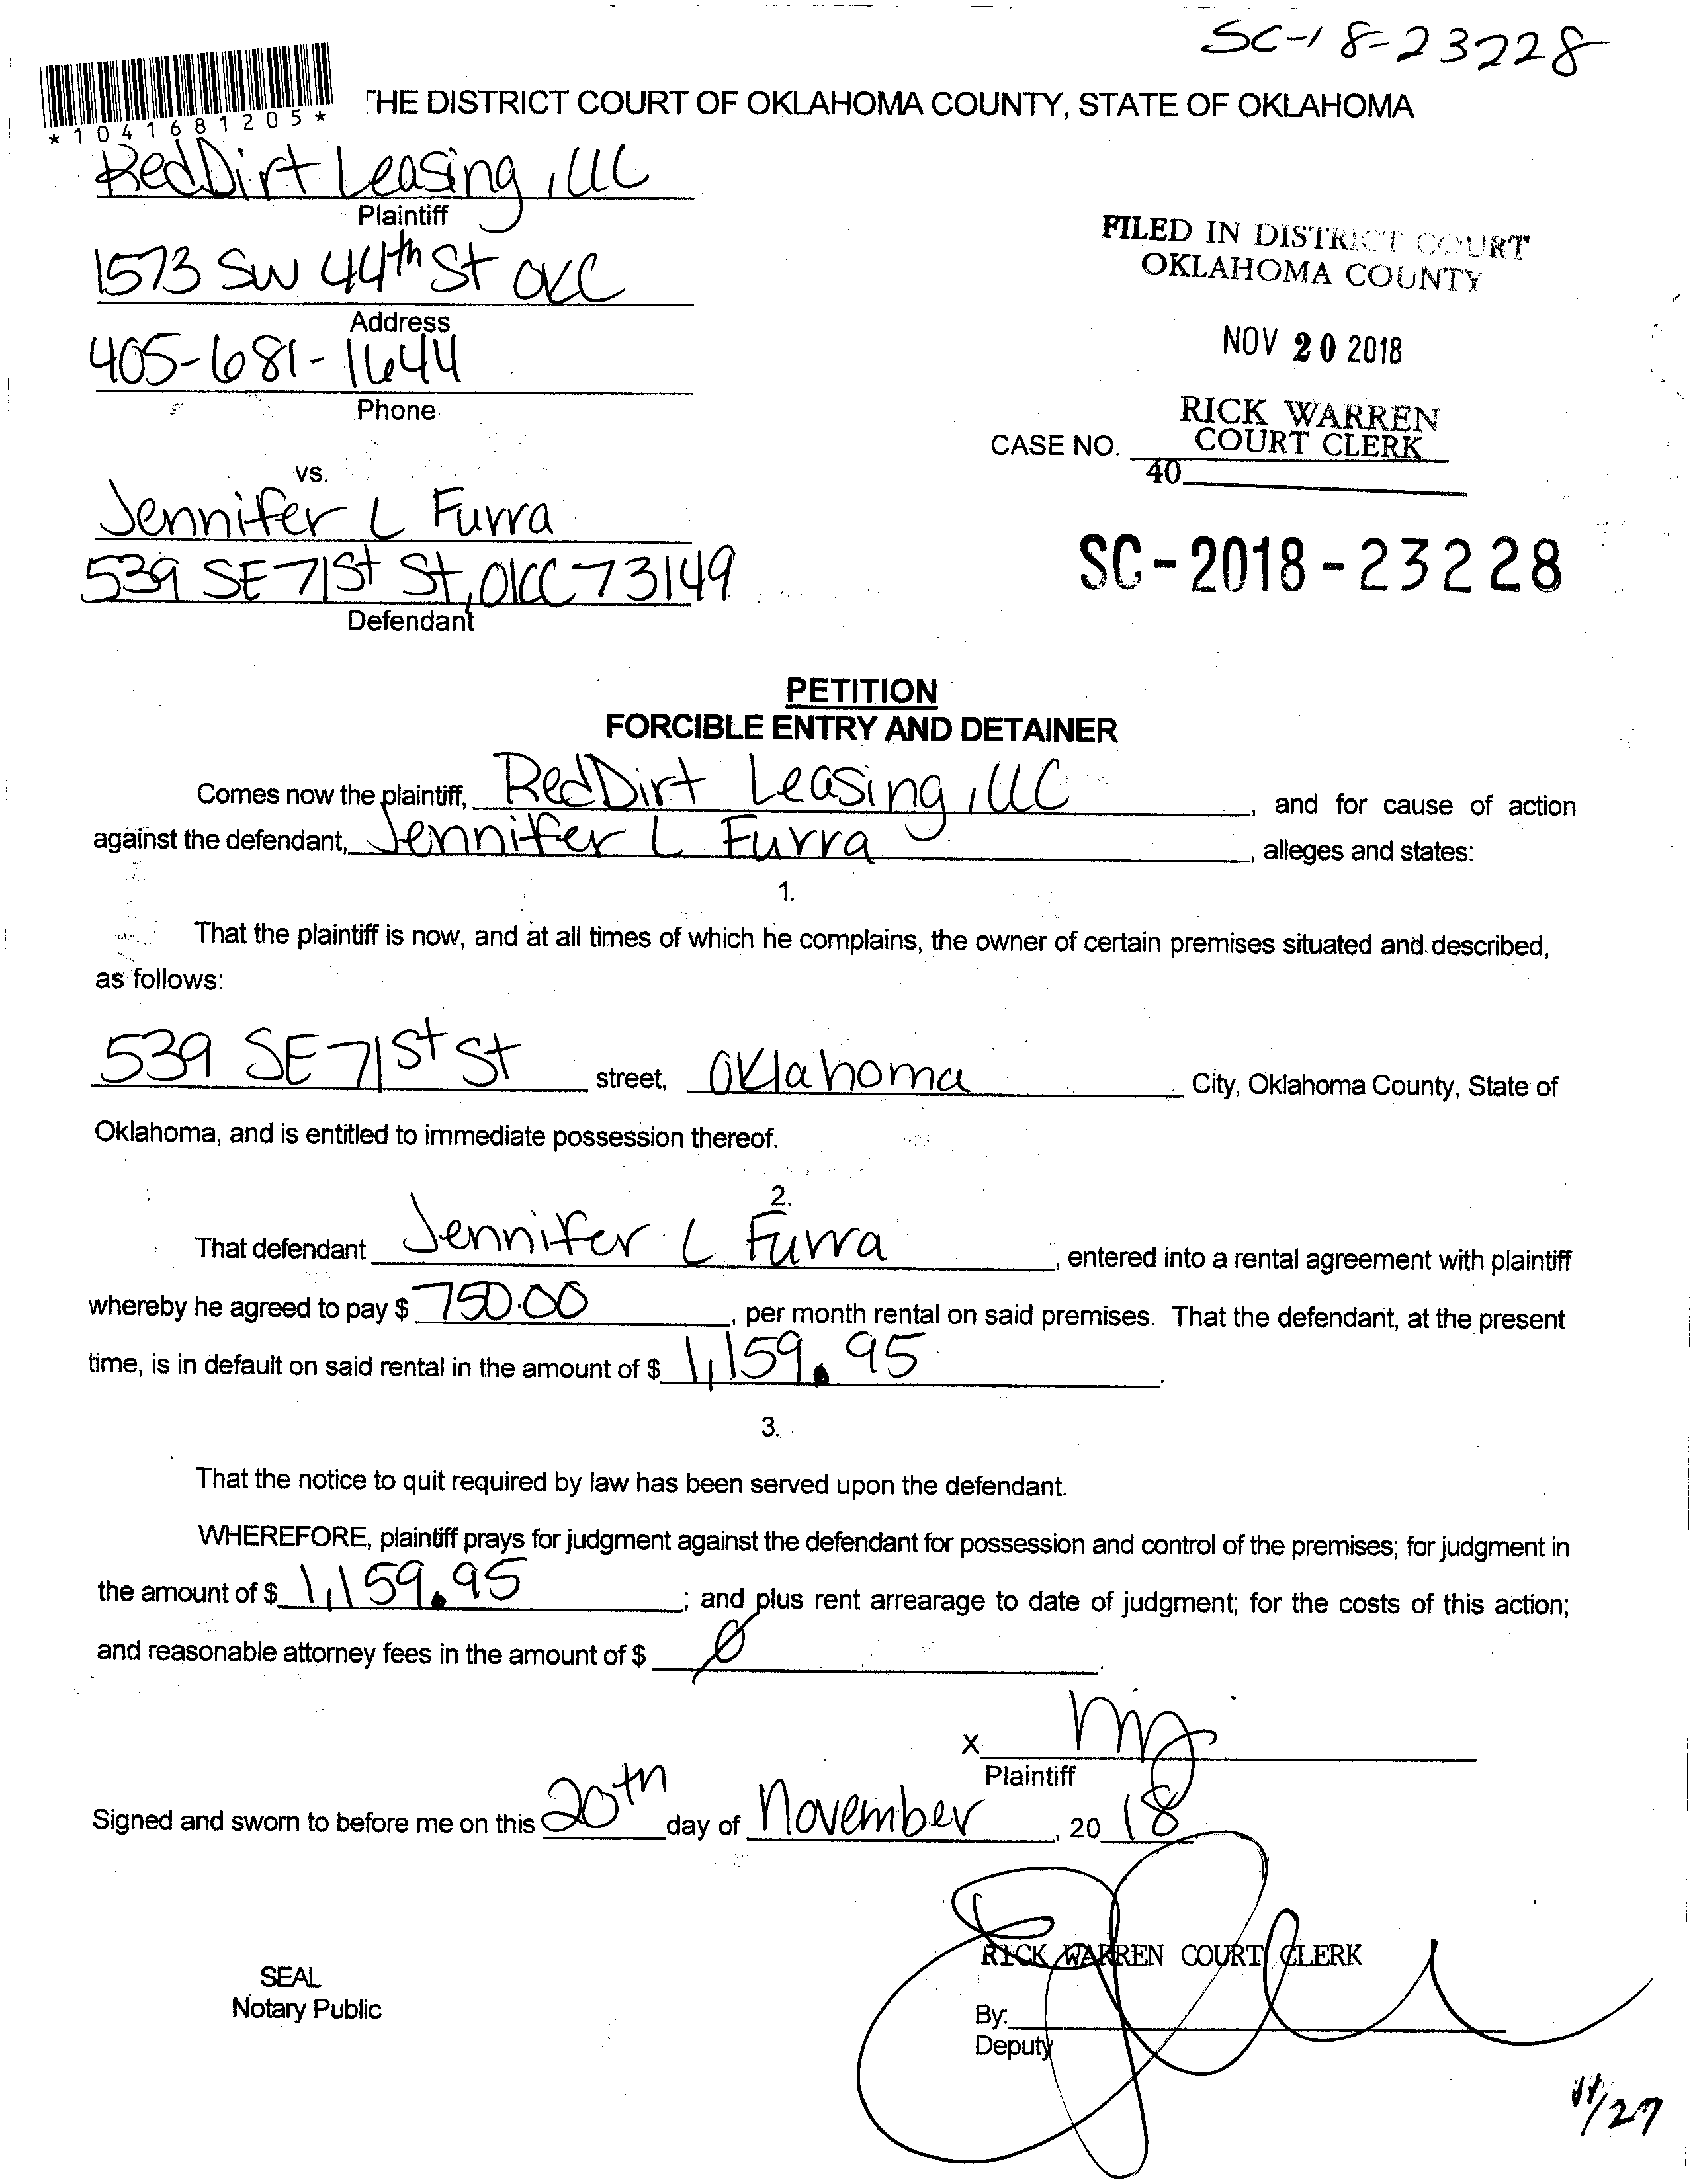 SC-18-23228
*1041681205*
THE DISTRICT COURT OF OKLAHOMA COUNTY, STATE OF OKLAHOMA
RedDirt Leasing, LLC
Plaintiff
1573 SW 44th St OKC
Address
405-681-1644
Phone
FILED IN DISTRICT COURT
OKLAHOMA COUNTY
NOV 20 2018
RICK WARREN
CASE NO. COURT CLERK
40
vs.
Jennifer L Furra
539 SE 71st St, OKC 73149
Defendant
SC-2018-23228
PETITION
FORCIBLE ENTRY AND DETAINER
Comes now the plaintiff, RedDirt Leasing, LLC, and for cause of action
against the defendant, Jennifer L Furra, alleges and states:
1.
That the plaintiff is now, and at all times of which he complains, the owner of certain premises situated and described,
as follows:
539 SE 71st St street, Oklahoma City, Oklahoma County, State of
Oklahoma, and is entitled to immediate possession thereof.
2.
That defendant Jennifer L Furra, entered into a rental agreement with plaintiff
whereby he agreed to pay $ 750.00, per month rental on said premises. That the defendant, at the present
time, is in default on said rental in the amount of $ 1,159.95.
3.
That the notice to quit required by law has been served upon the defendant.
WHEREFORE, plaintiff prays for judgment against the defendant for possession and control of the premises; for judgment in
the amount of $ 1,159.95; and plus rent arrearage to date of judgment; for the costs of this action;
and reasonable attorney fees in the amount of $ 0.
X
Plaintiff
Signed and sworn to before me on this 20th day of November, 2018
RICK WARREN COURT CLERK
SEAL
Notary Public
By:
Deputy
11/27